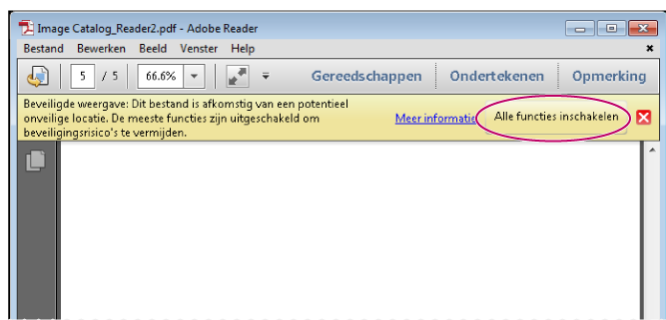 Image Catalog_Reader2.pdf - Adobe Reader
Bestand Bewerken Beeld Venster Help
5 / 5 66.6% Gereedschappen Ondertekenen Opmerking
Beveiligde weergave: Dit bestand is afkomstig van een potentieel
onveilige locatie. De meeste functies zijn uitgeschakeld om
beveiligingsrisico's te vermijden.
Meer informatie Alle functies inschakelen